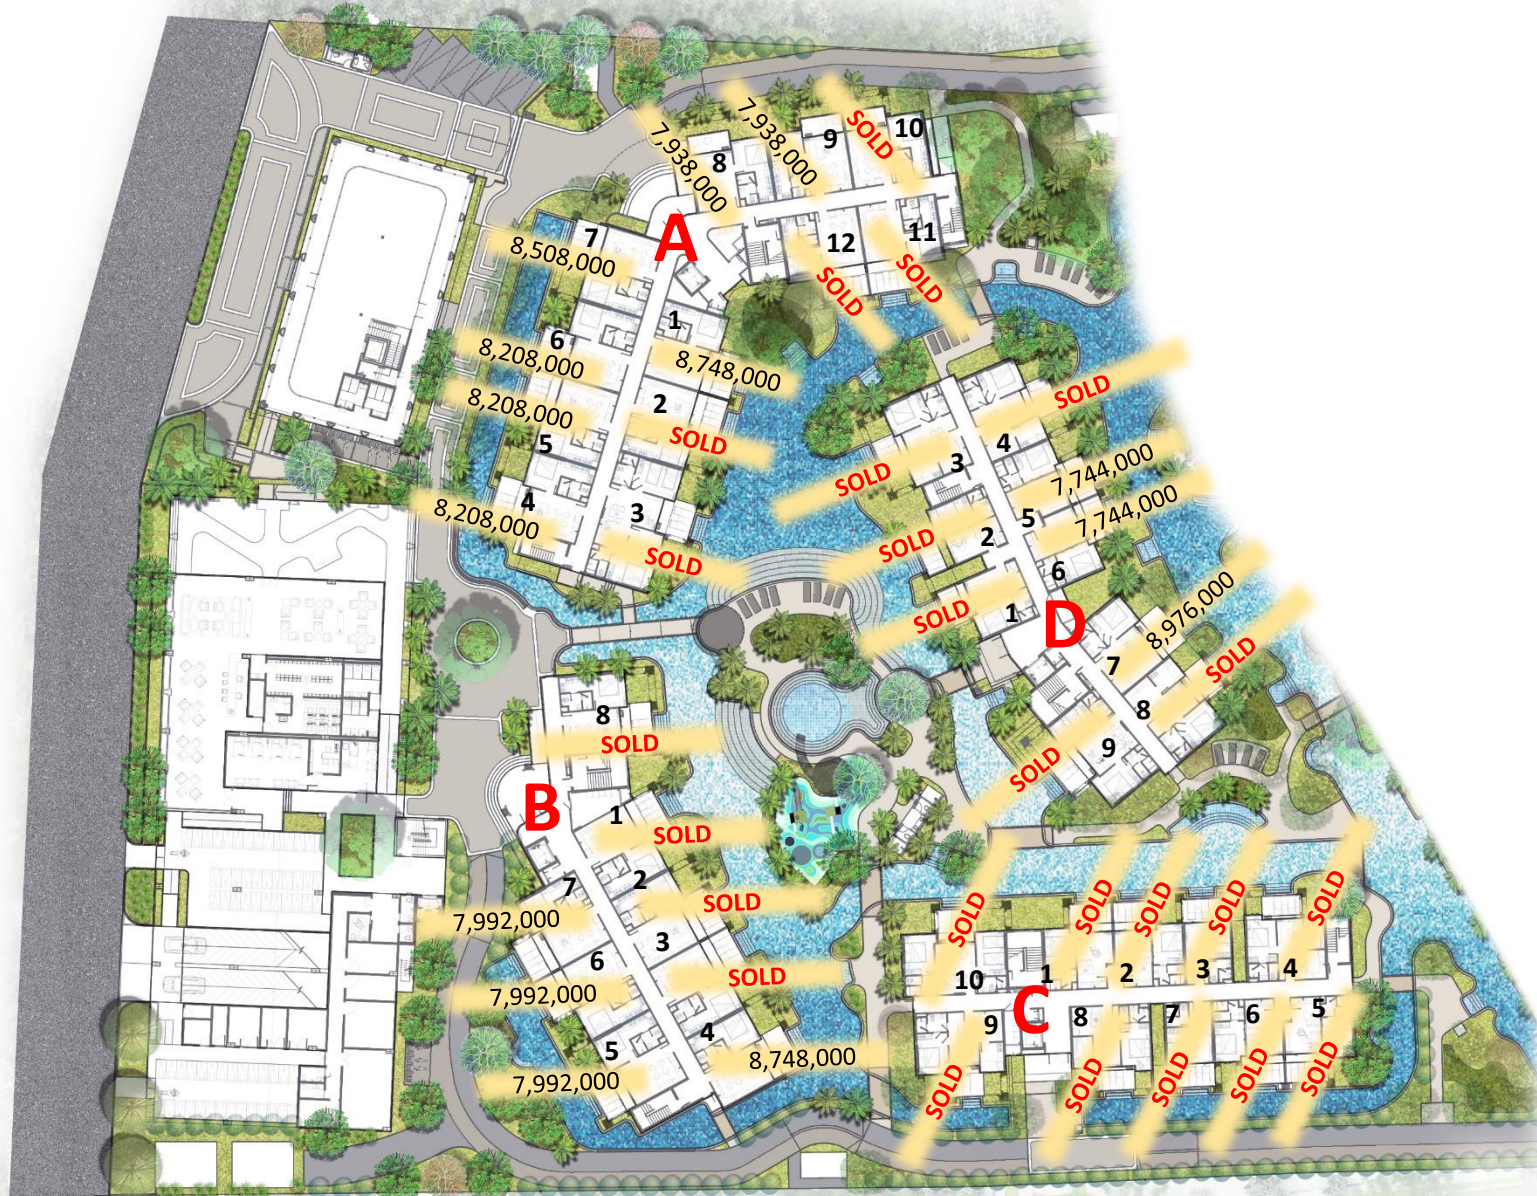 10
9
SOLD
7,938,000
7,938,000
8
A
7
8,508,000
12
11
SOLD
SOLD
1
6
8,208,000
8,748,000
8,208,000
2
SOLD
5
4
8,208,000
3
SOLD
SOLD
4
3
SOLD
7,744,000
7,744,000
5
2
SOLD
6
SOLD
1
D
8,976,000
7
SOLD
8
9
SOLD
8
SOLD
B
1
SOLD
2
7
SOLD
7,992,000
3
6
SOLD
7,992,000
4
5
8,748,000
7,992,000
SOLD
SOLD
SOLD
SOLD
SOLD
10
1
2
3
4
C
9
8
7
6
5
SOLD
SOLD
SOLD
SOLD
SOLD